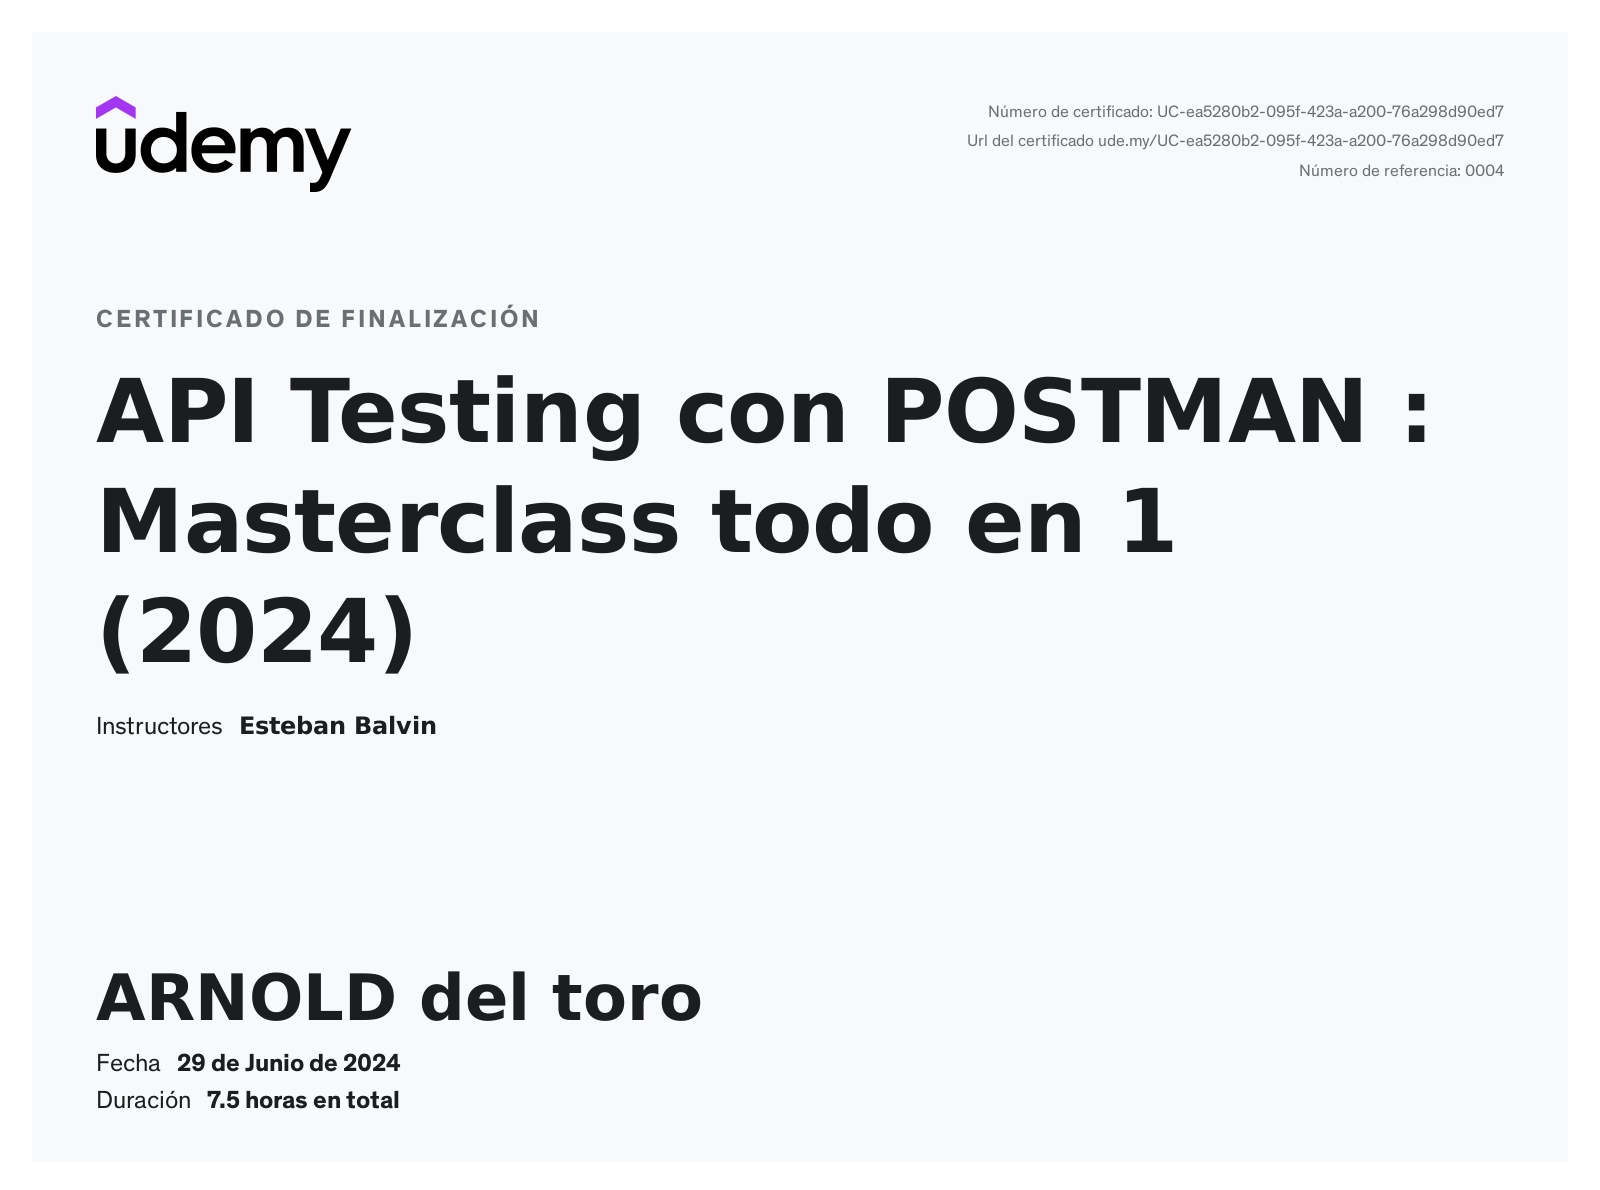 udemy
Número de certificado: UC-ea5280b2-095f-423a-a200-76a298d90ed7
Url del certificado ude.my/UC-ea5280b2-095f-423a-a200-76a298d90ed7
Número de referencia: 0004
CERTIFICADO DE FINALIZACIÓN
API Testing con POSTMAN :
Masterclass todo en 1
(2024)
Instructores Esteban Balvin
ARNOLD del toro
Fecha 29 de Junio de 2024
Duración 7.5 horas en total